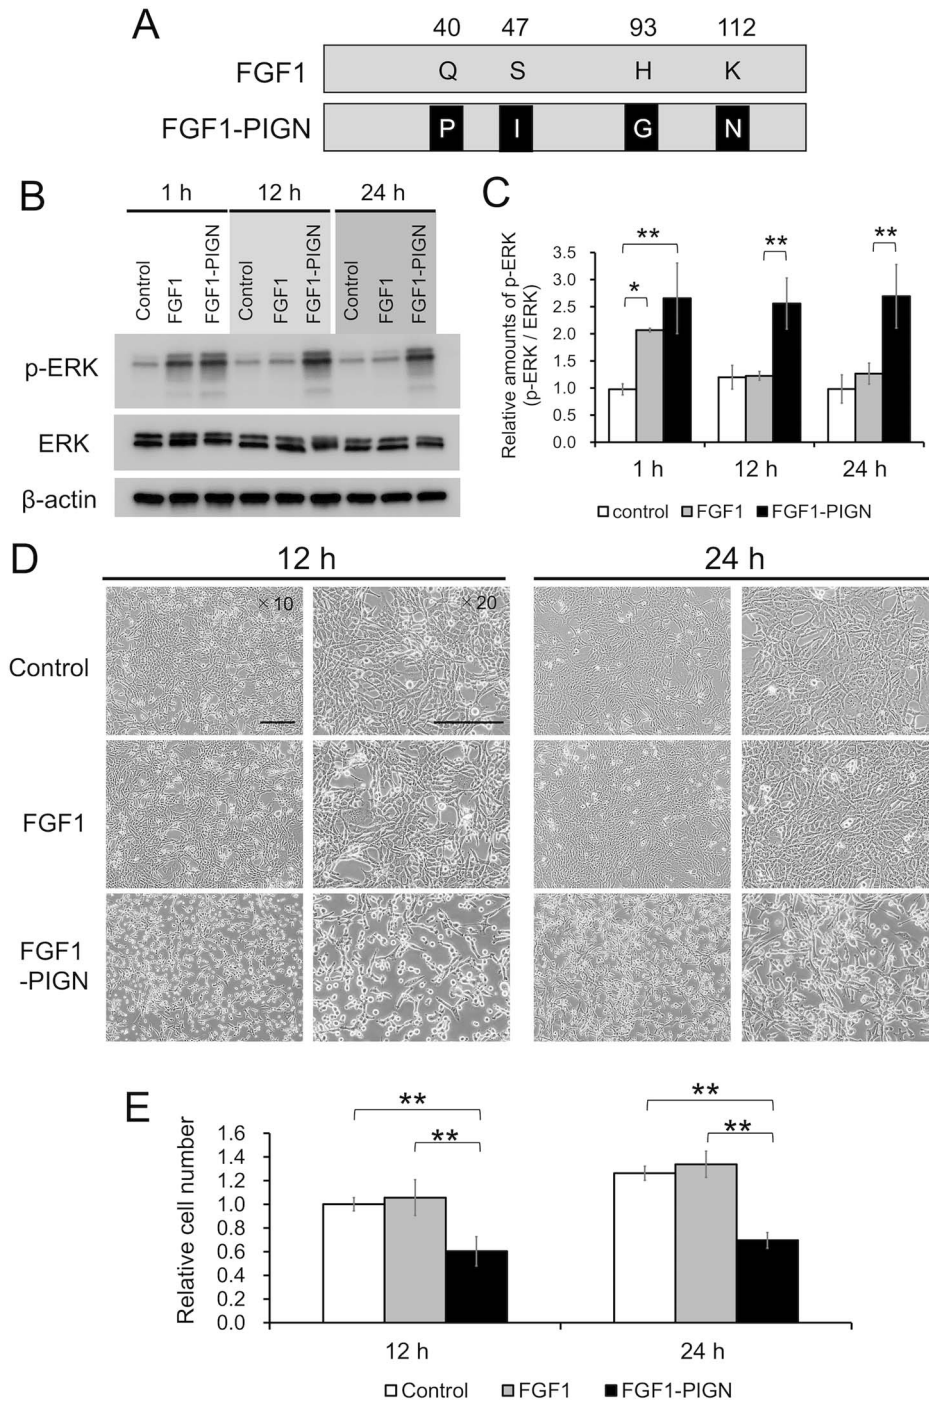 A
40 47 93 112
FGF1
Q S H K
FGF1-PIGN
P I G N
B
1 h 12 h 24 h
Control
FGF1
FGF1-PIGN
Control
FGF1
FGF1-PIGN
Control
FGF1
FGF1-PIGN
p-ERK
ERK
β-actin
C
Relative amounts of p-ERK
(p-ERK / ERK)
3.5
3.0
2.5
2.0
1.5
1.0
0.5
0.0
*
**
**
**
1 h 12 h 24 h
control FGF1 FGF1-PIGN
D
12 h 24 h
×10 ×20
Control
FGF1
FGF1
-PIGN
E
Relative cell number
1.6
1.4
1.2
1.0
0.8
0.6
0.4
0.2
0.0
**
**
**
**
12 h 24 h
Control FGF1 FGF1-PIGN